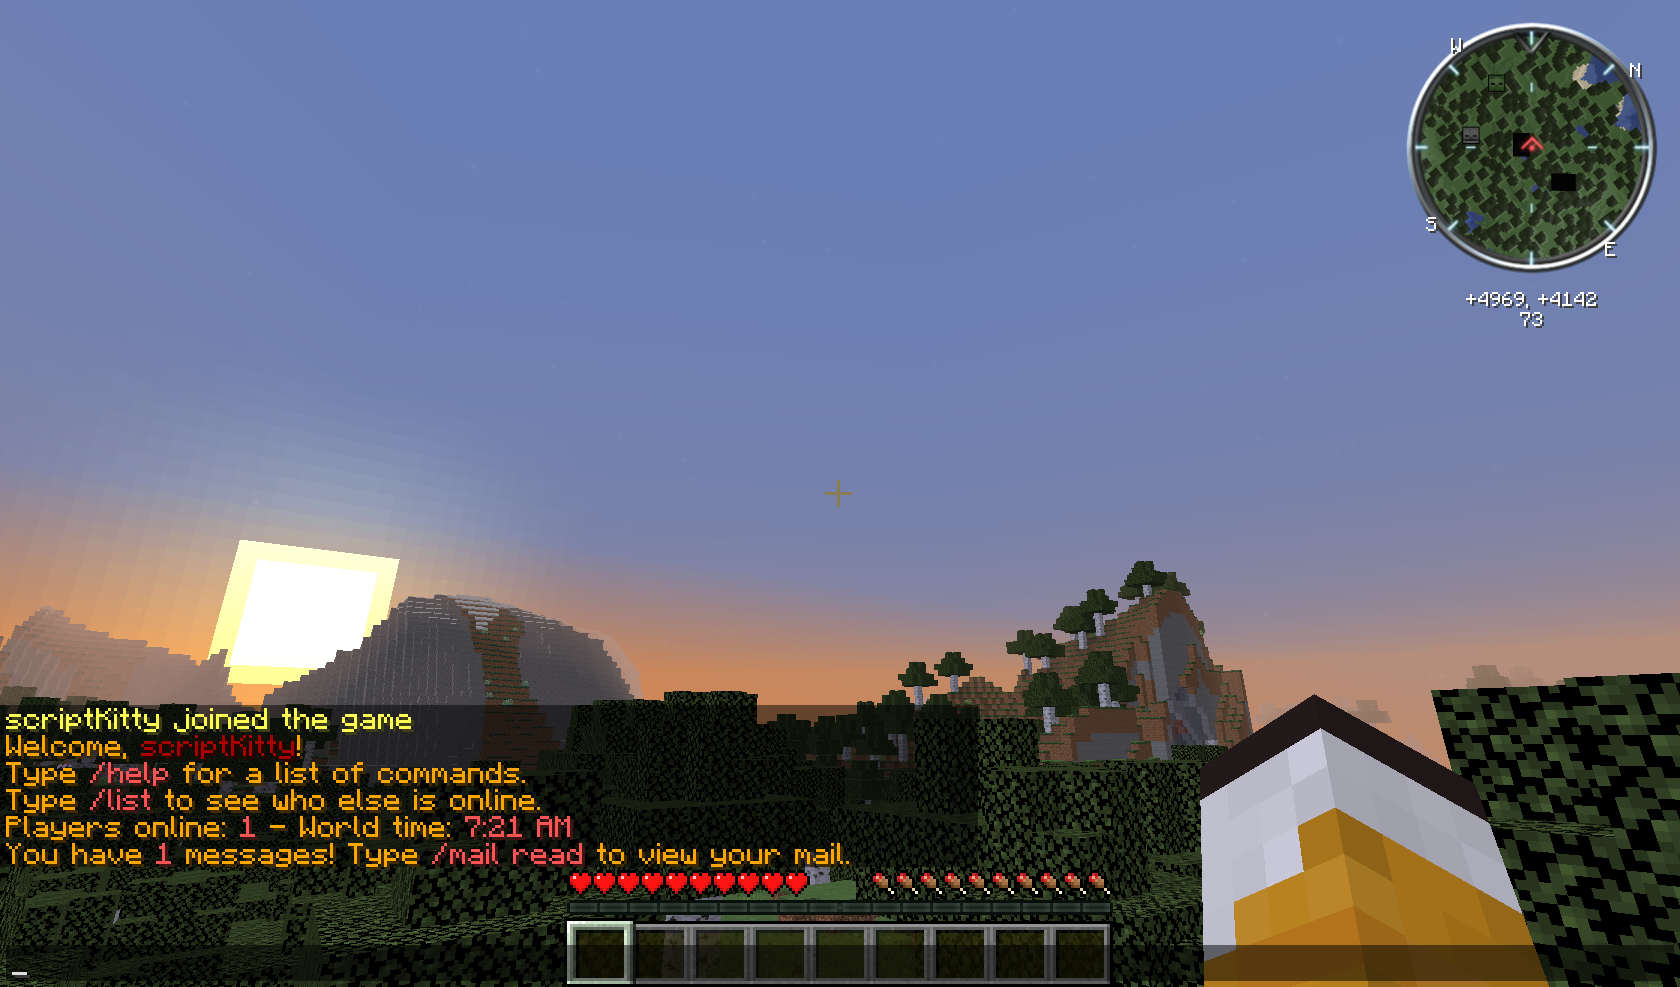 W
N
S
E
+4969, +4142
73
scriptKitty joined the game
Welcome, scriptKitty!
Type /help for a list of commands.
Type /list to see who else is online.
Players online: 1 - World time: 7:21 AM
You have 1 messages! Type /mail read to view your mail.
_